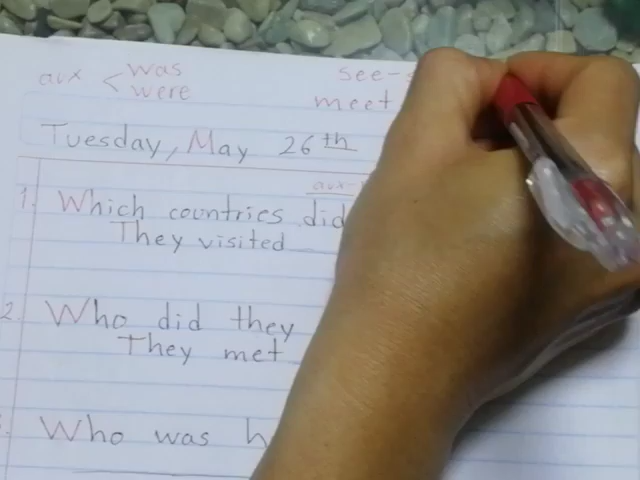 aux < was
were
see-
meet
Tuesday, May 26th
aux
1. Which countries did
They visited
2. Who did they
They met
Who was h